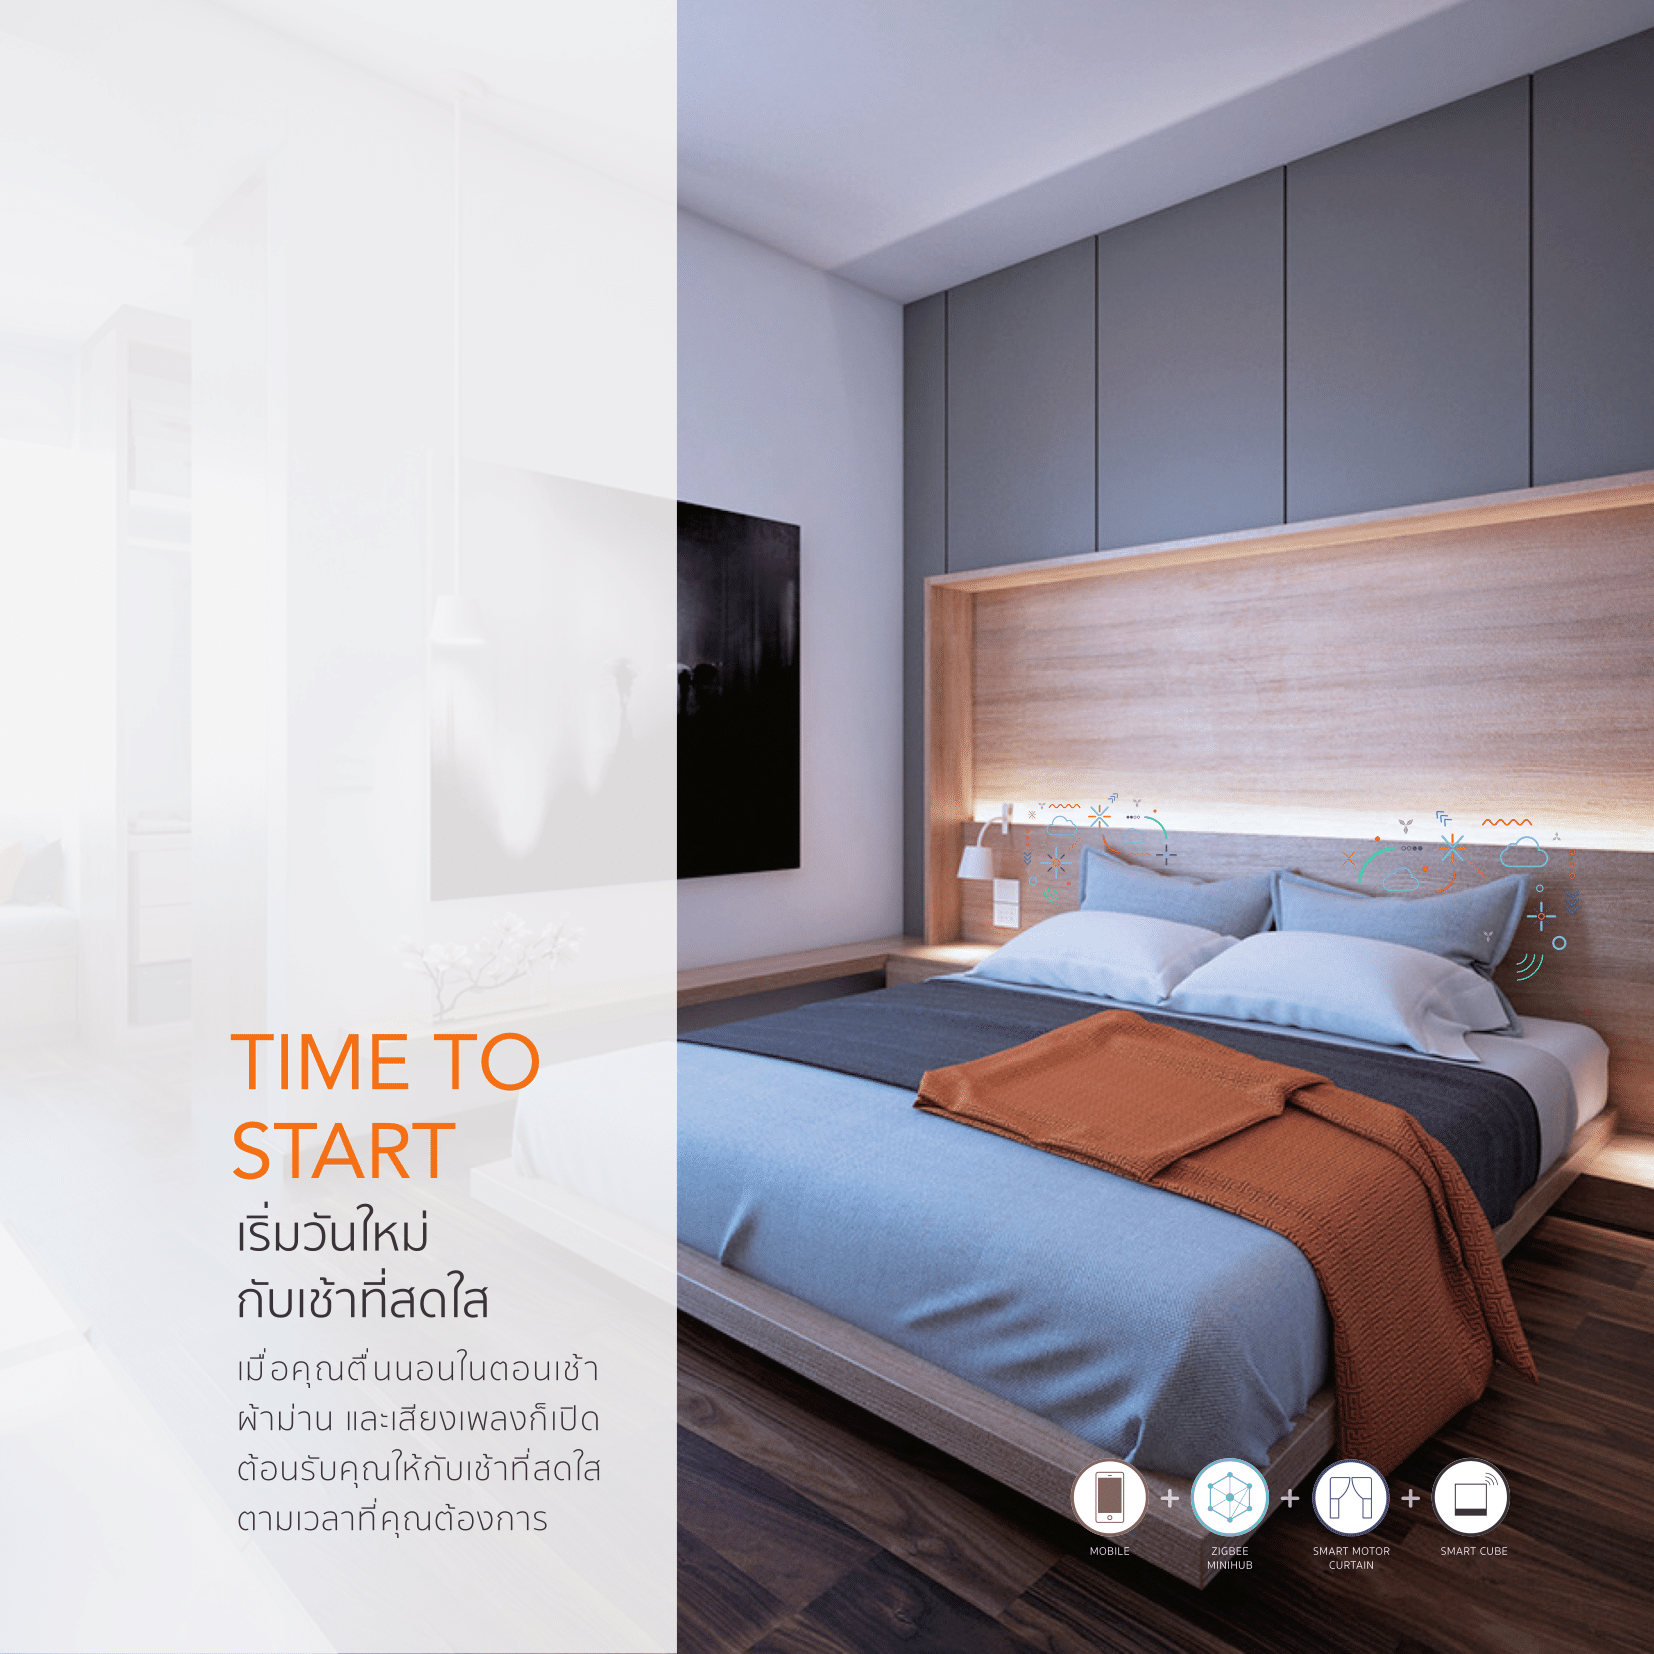 TIME TO
START
เริ่มวันใหม่
กับเช้าที่สดใส
เมื่อคุณตื่นนอนในตอนเช้า
ผ้าม่าน และเสียงเพลงก็เปิด
ต้อนรับคุณให้กับเช้าที่สดใส
ตามเวลาที่คุณต้องการ
MOBILE
ZIGBEE
MINIHUB
SMART MOTOR
CURTAIN
SMART CUBE